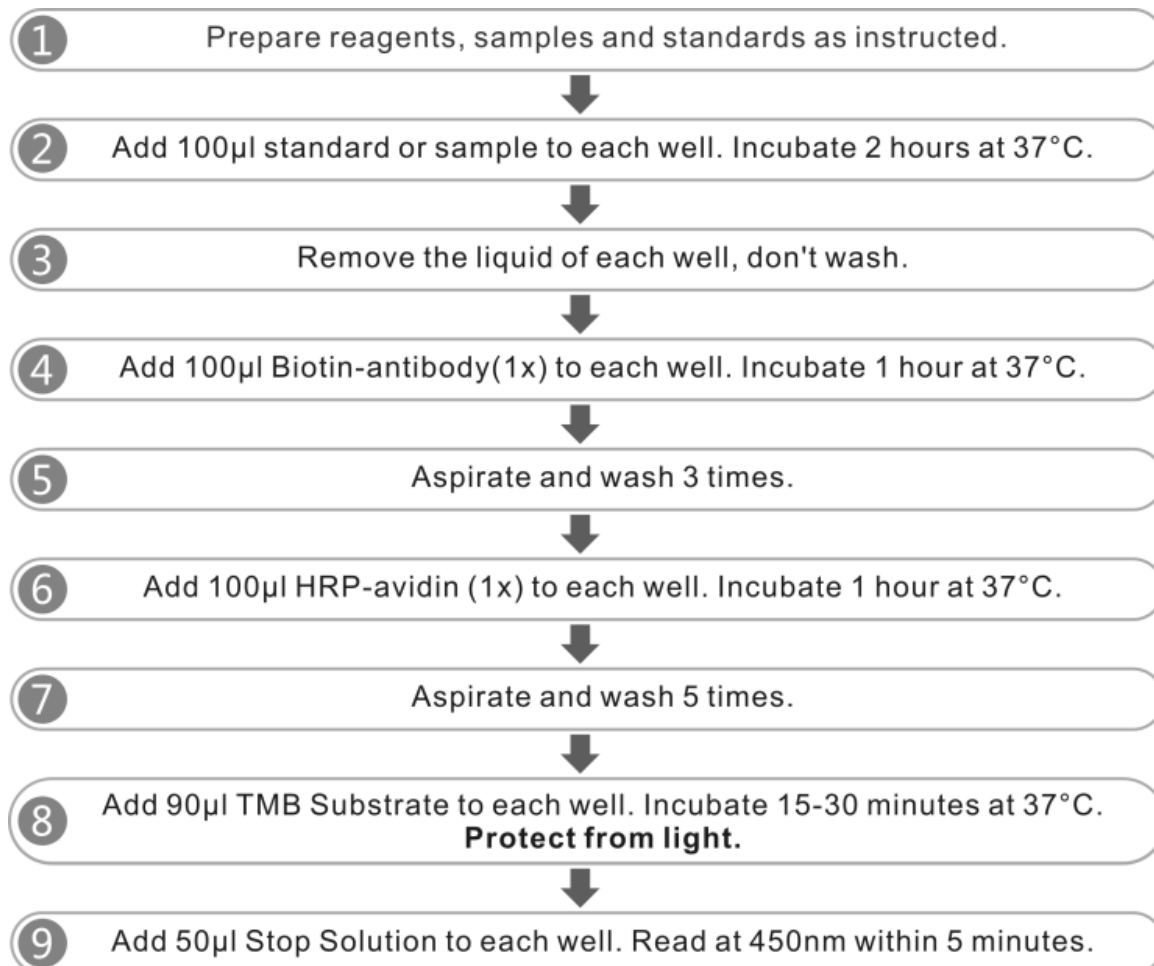 1 Prepare reagents, samples and standards as instructed.
2 Add 100µl standard or sample to each well. Incubate 2 hours at 37°C.
3 Remove the liquid of each well, don't wash.
4 Add 100µl Biotin-antibody(1x) to each well. Incubate 1 hour at 37°C.
5 Aspirate and wash 3 times.
6 Add 100µl HRP-avidin (1x) to each well. Incubate 1 hour at 37°C.
7 Aspirate and wash 5 times.
8 Add 90µl TMB Substrate to each well. Incubate 15-30 minutes at 37°C.
Protect from light.
9 Add 50µl Stop Solution to each well. Read at 450nm within 5 minutes.